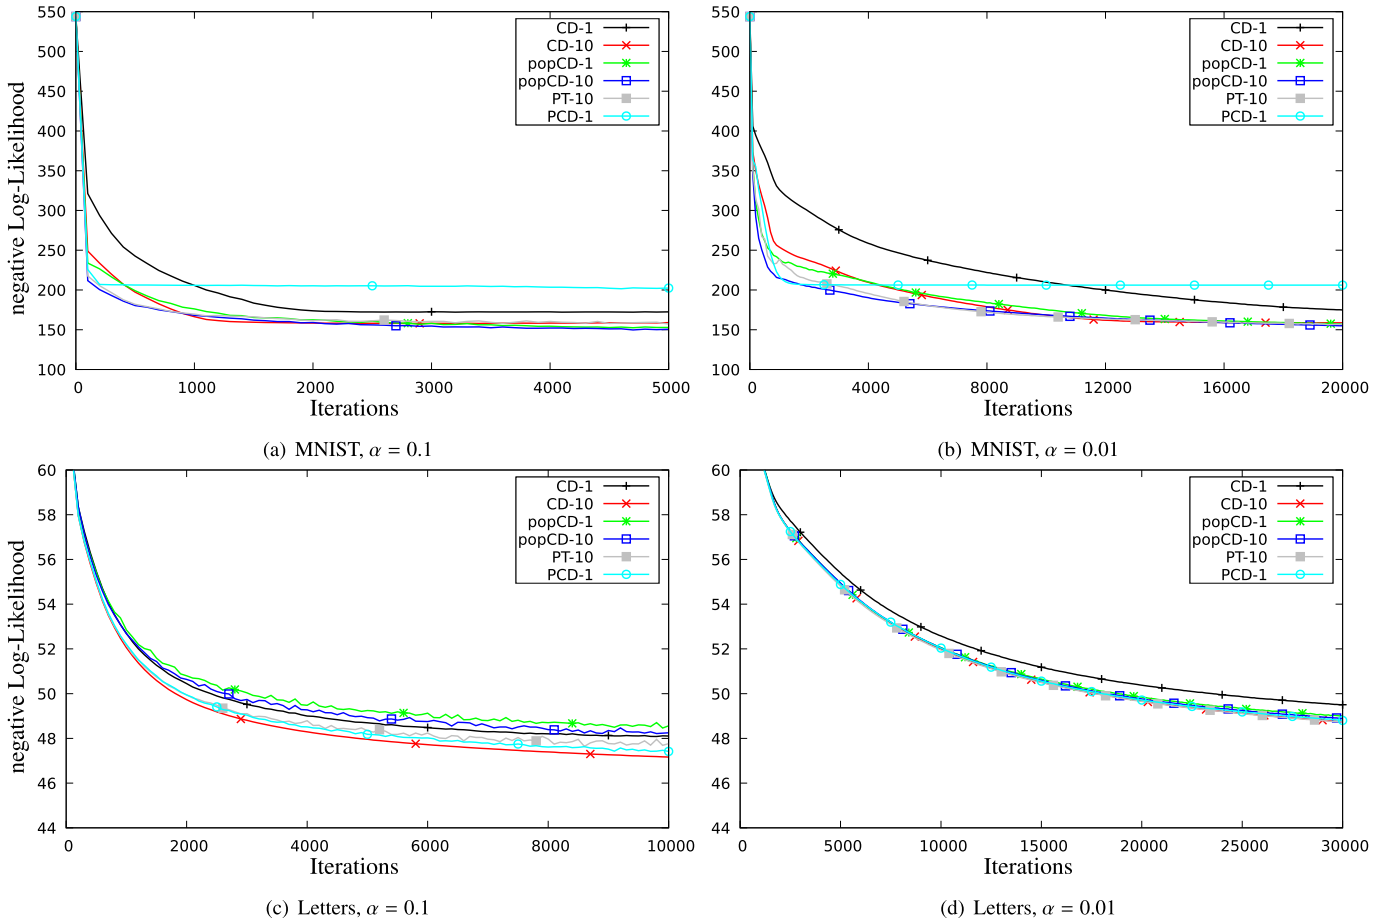 negative Log-Likelihood
550
500
450
400
350
300
250
200
150
100
0
1000
2000
3000
4000
5000
CD-1
CD-10
popCD-1
popCD-10
PT-10
PCD-1
Iterations
(a) MNIST, α = 0.1
550
500
450
400
350
300
250
200
150
100
0
4000
8000
12000
16000
20000
CD-1
CD-10
popCD-1
popCD-10
PT-10
PCD-1
Iterations
(b) MNIST, α = 0.01
negative Log-Likelihood
60
58
56
54
52
50
48
46
44
0
2000
4000
6000
8000
10000
CD-1
CD-10
popCD-1
popCD-10
PT-10
PCD-1
Iterations
(c) Letters, α = 0.1
60
58
56
54
52
50
48
46
44
0
5000
10000
15000
20000
25000
30000
CD-1
CD-10
popCD-1
popCD-10
PT-10
PCD-1
Iterations
(d) Letters, α = 0.01